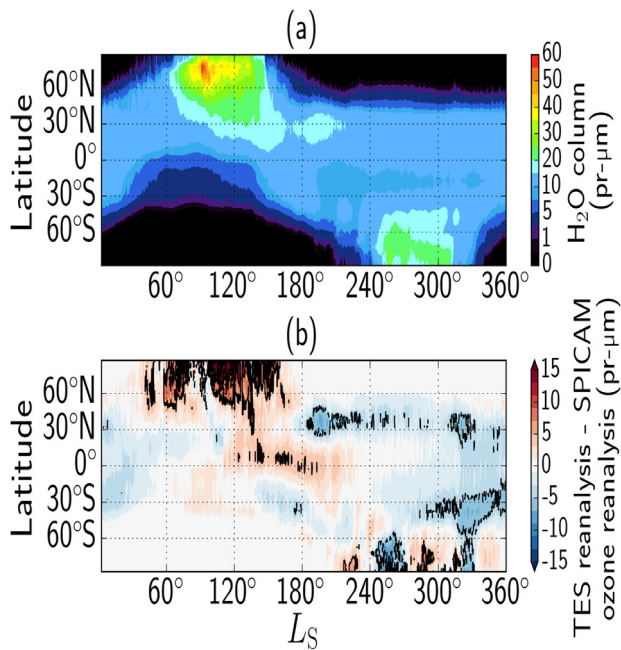 (a)
Latitude
60°N
30°N
0°
30°S
60°S
60° 120° 180° 240° 300° 360°
60
50
40
30
20
10
5
1
0
H₂O column
(pr-μm)
(b)
Latitude
60°N
30°N
0°
30°S
60°S
60° 120° 180° 240° 300° 360°
L_S
15
10
5
0
-5
-10
-15
TES reanalysis - SPICAM
ozone reanalysis (pr-μm)